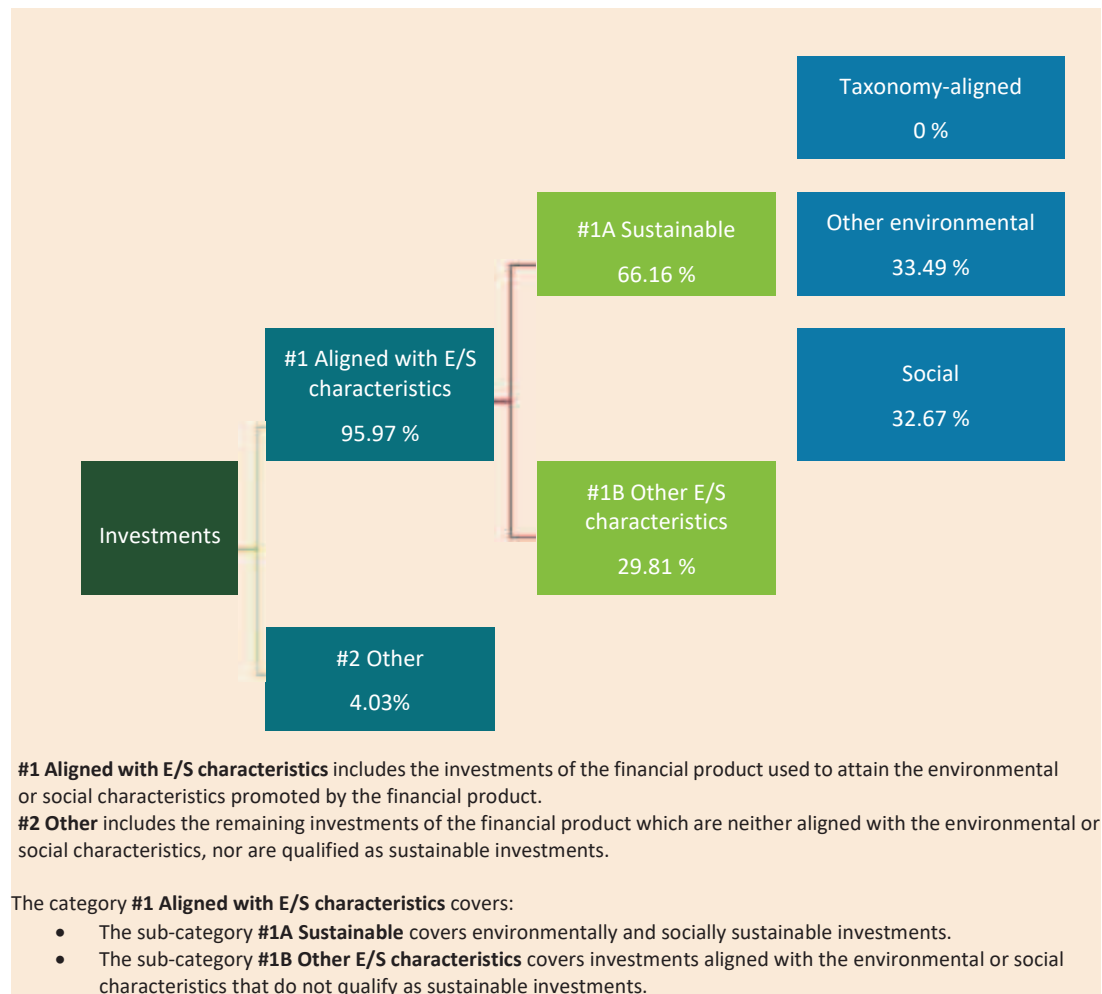 Taxonomy-aligned
0 %
#1A Sustainable
66.16 %
Other environmental
33.49 %
#1 Aligned with E/S
characteristics
95.97 %
Social
32.67 %
Investments
#1B Other E/S
characteristics
29.81 %
#2 Other
4.03%
#1 Aligned with E/S characteristics includes the investments of the financial product used to attain the environmental
or social characteristics promoted by the financial product.
#2 Other includes the remaining investments of the financial product which are neither aligned with the environmental or
social characteristics, nor are qualified as sustainable investments.
The category #1 Aligned with E/S characteristics covers:
• The sub-category #1A Sustainable covers environmentally and socially sustainable investments.
• The sub-category #1B Other E/S characteristics covers investments aligned with the environmental or social
characteristics that do not qualify as sustainable investments.